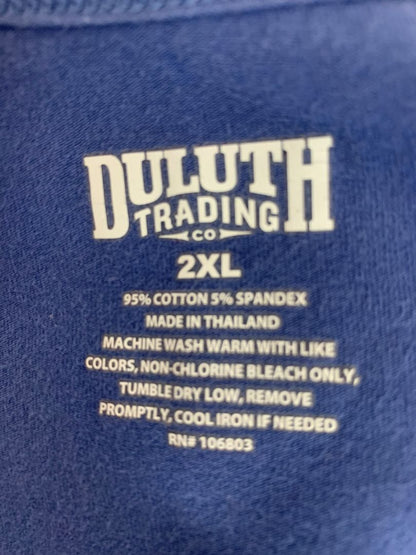 DULUTH
TRADING
CO
2XL
95% COTTON 5% SPANDEX
MADE IN THAILAND
MACHINE WASH WARM WITH LIKE
COLORS, NON-CHLORINE BLEACH ONLY,
TUMBLE DRY LOW, REMOVE
PROMPTLY, COOL IRON IF NEEDED
RN# 106803